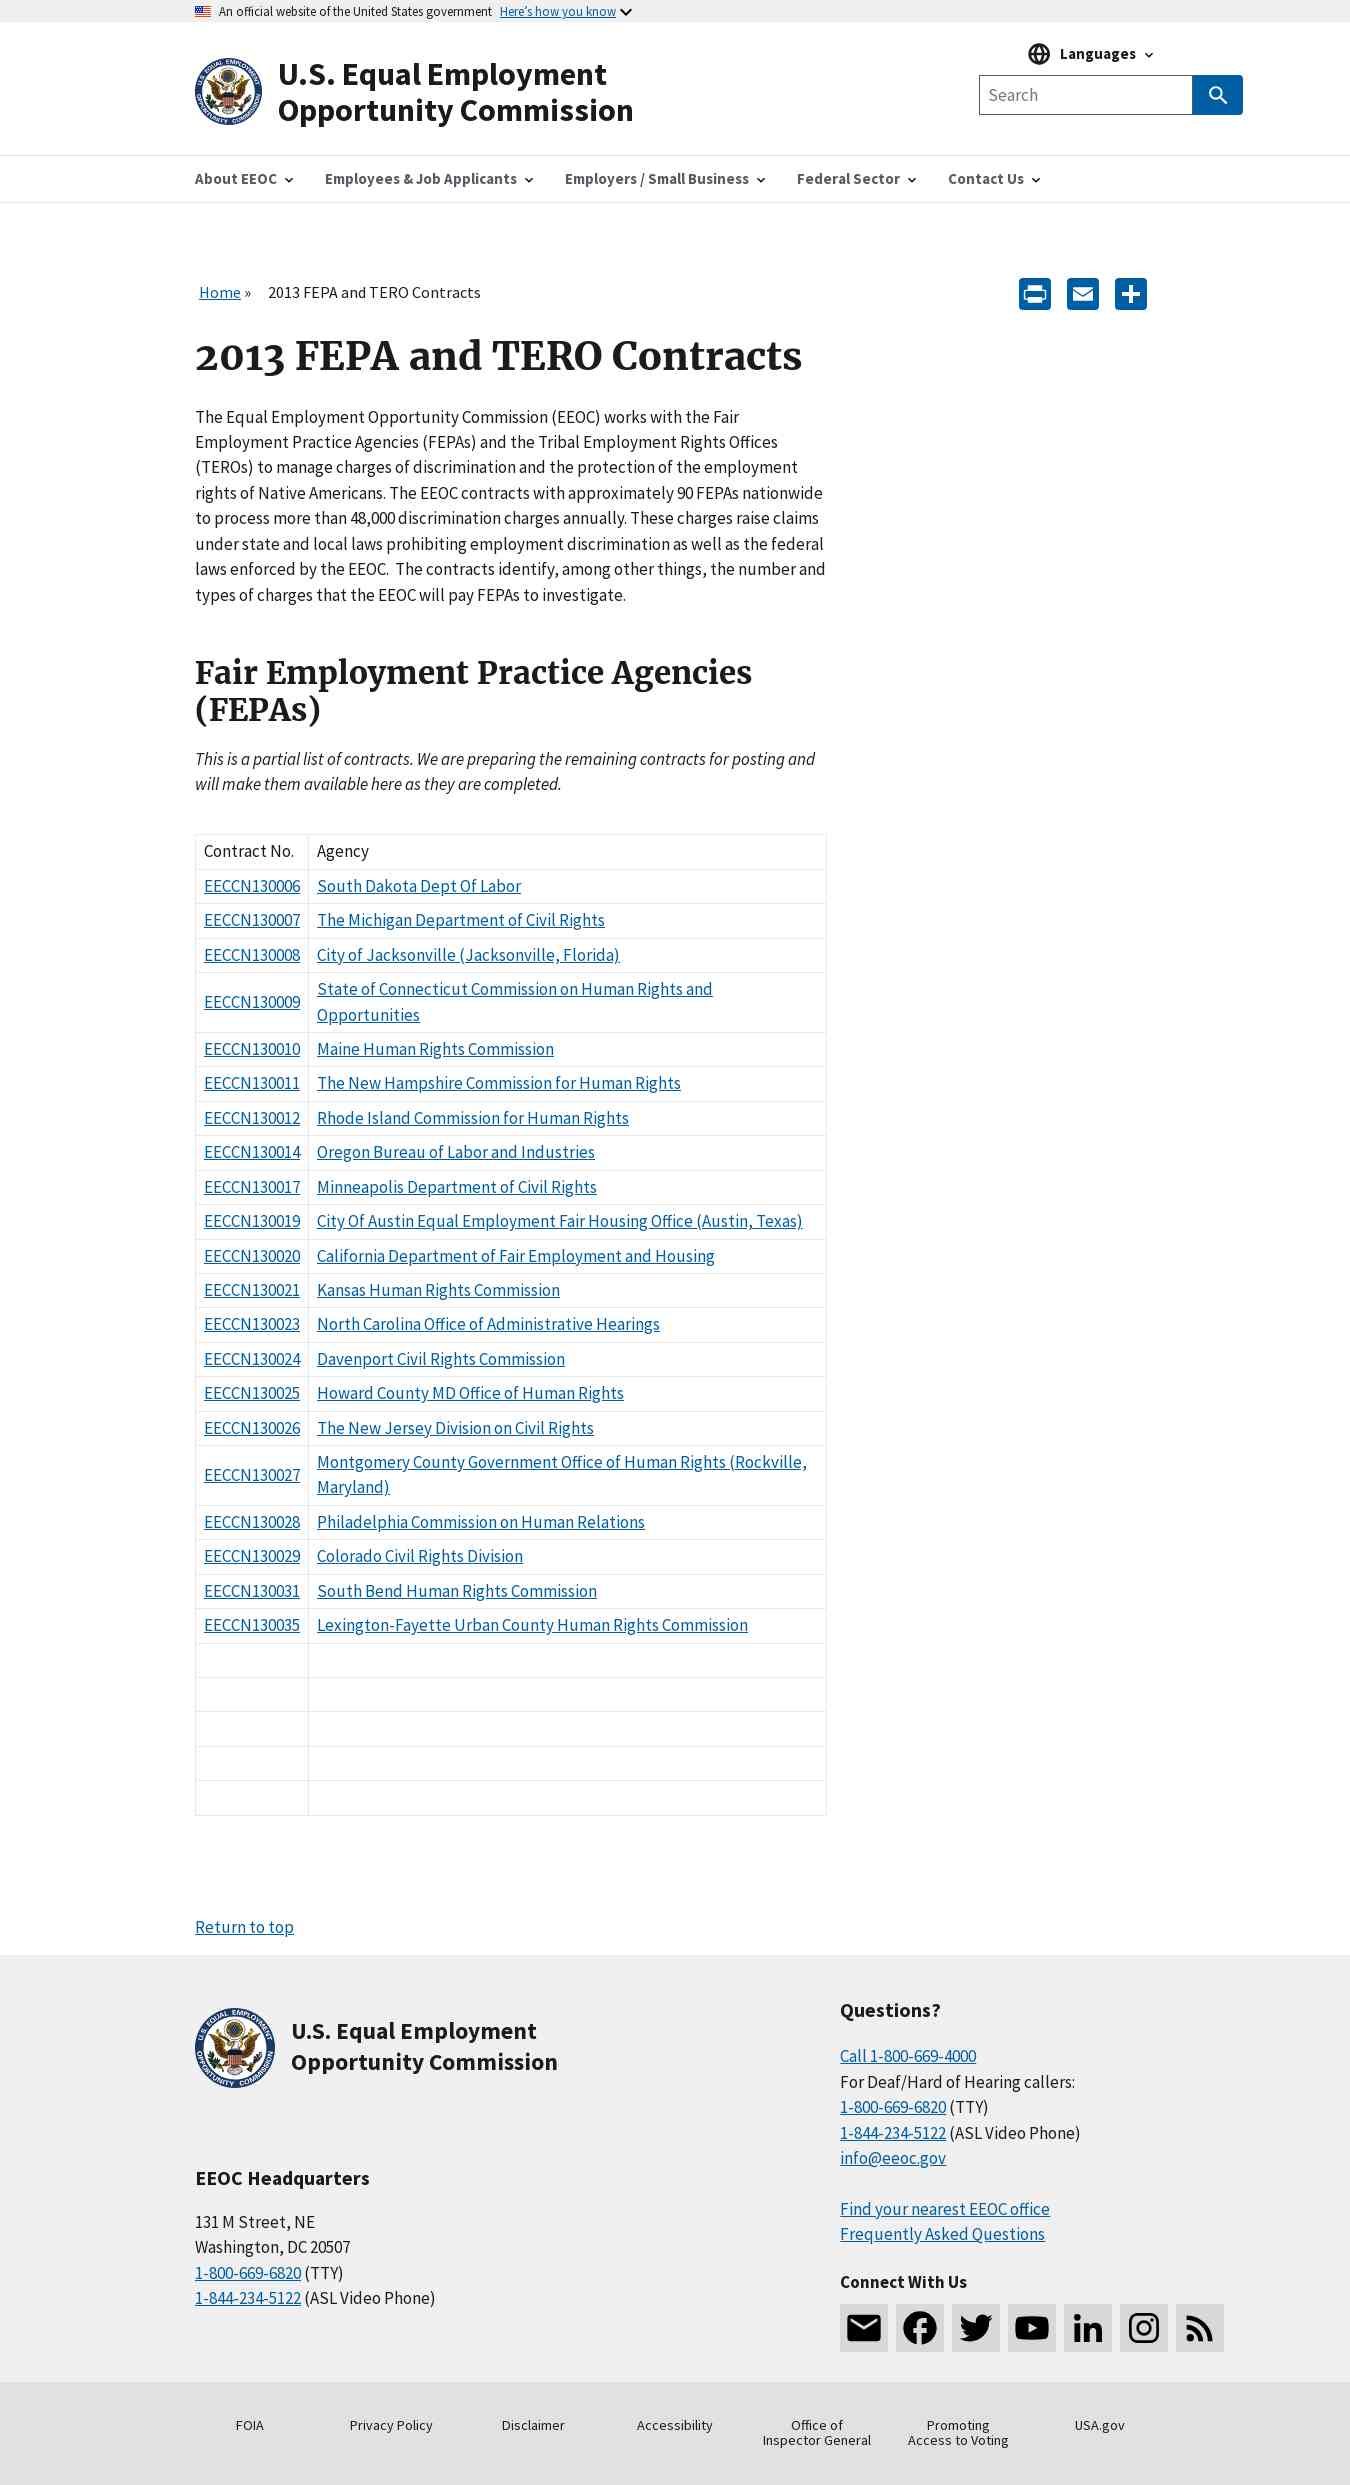 An official website of the United States government Here's how you know
Languages
U.S. Equal Employment
Opportunity Commission
Search
About EEOC Employees & Job Applicants Employers / Small Business Federal Sector Contact Us
Home » 2013 FEPA and TERO Contracts
2013 FEPA and TERO Contracts
The Equal Employment Opportunity Commission (EEOC) works with the Fair
Employment Practice Agencies (FEPAs) and the Tribal Employment Rights Offices
(TEROs) to manage charges of discrimination and the protection of the employment
rights of Native Americans. The EEOC contracts with approximately 90 FEPAs nationwide
to process more than 48,000 discrimination charges annually. These charges raise claims
under state and local laws prohibiting employment discrimination as well as the federal
laws enforced by the EEOC.  The contracts identify, among other things, the number and
types of charges that the EEOC will pay FEPAs to investigate.
Fair Employment Practice Agencies
(FEPAs)
This is a partial list of contracts. We are preparing the remaining contracts for posting and
will make them available here as they are completed.
Contract No. Agency
EECCN130006 South Dakota Dept Of Labor
EECCN130007 The Michigan Department of Civil Rights
EECCN130008 City of Jacksonville (Jacksonville, Florida)
EECCN130009 State of Connecticut Commission on Human Rights and
Opportunities
EECCN130010 Maine Human Rights Commission
EECCN130011 The New Hampshire Commission for Human Rights
EECCN130012 Rhode Island Commission for Human Rights
EECCN130014 Oregon Bureau of Labor and Industries
EECCN130017 Minneapolis Department of Civil Rights
EECCN130019 City Of Austin Equal Employment Fair Housing Office (Austin, Texas)
EECCN130020 California Department of Fair Employment and Housing
EECCN130021 Kansas Human Rights Commission
EECCN130023 North Carolina Office of Administrative Hearings
EECCN130024 Davenport Civil Rights Commission
EECCN130025 Howard County MD Office of Human Rights
EECCN130026 The New Jersey Division on Civil Rights
EECCN130027 Montgomery County Government Office of Human Rights (Rockville,
Maryland)
EECCN130028 Philadelphia Commission on Human Relations
EECCN130029 Colorado Civil Rights Division
EECCN130031 South Bend Human Rights Commission
EECCN130035 Lexington-Fayette Urban County Human Rights Commission
Return to top
U.S. Equal Employment
Opportunity Commission
EEOC Headquarters
131 M Street, NE
Washington, DC 20507
1-800-669-6820 (TTY)
1-844-234-5122 (ASL Video Phone)
Questions?
Call 1-800-669-4000
For Deaf/Hard of Hearing callers:
1-800-669-6820 (TTY)
1-844-234-5122 (ASL Video Phone)
info@eeoc.gov
Find your nearest EEOC office
Frequently Asked Questions
Connect With Us
FOIA Privacy Policy Disclaimer Accessibility Office of
Inspector General Promoting
Access to Voting USA.gov